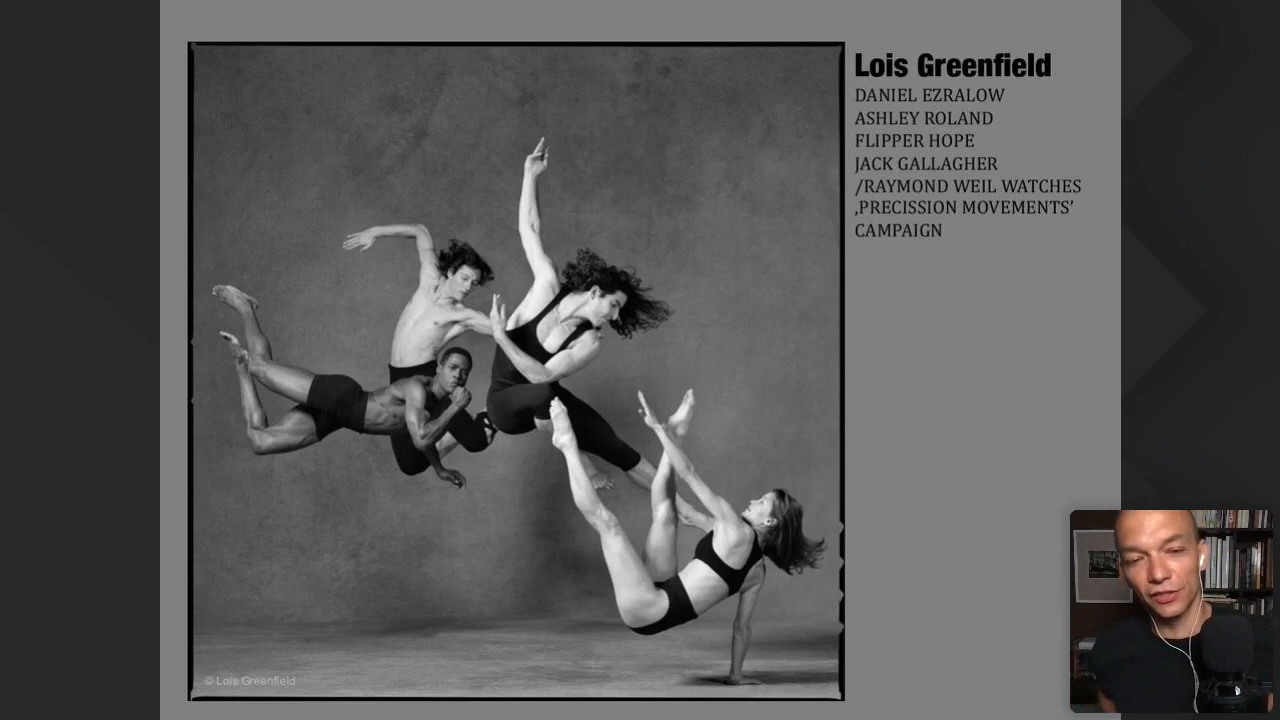 Lois Greenfield
DANIEL EZRALOW
ASHLEY ROLAND
FLIPPER HOPE
JACK GALLAGHER
/RAYMOND WEIL WATCHES
‚PRECISSION MOVEMENTS’
CAMPAIGN
© Lois Greenfield